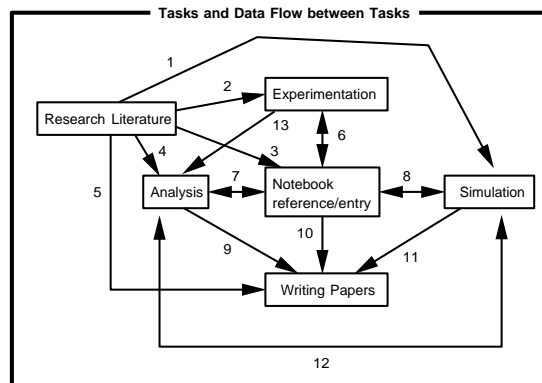 Tasks and Data Flow between Tasks
1
2
Experimentation
Research Literature
13
3
6
4
5
Analysis
7
Notebook
reference/entry
8
Simulation
9
10
11
Writing Papers
12